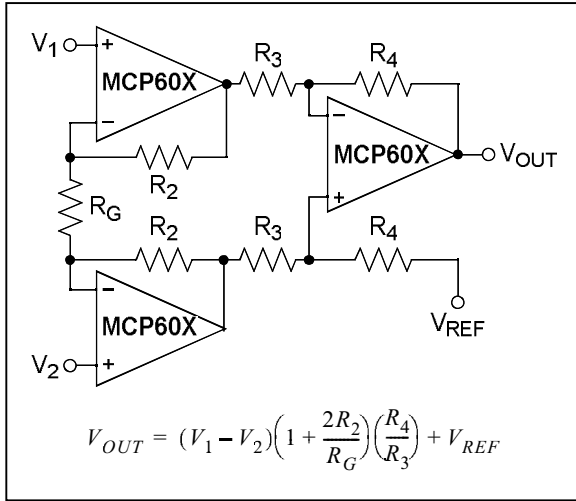 V1 + MCP60X −
R3
R4
− MCP60X +
VOUT
R2
RG
R2
R3
R4
− MCP60X +
V2
VREF
VOUT = (V1 − V2)(1 + 2R2/RG)(R4/R3) + VREF